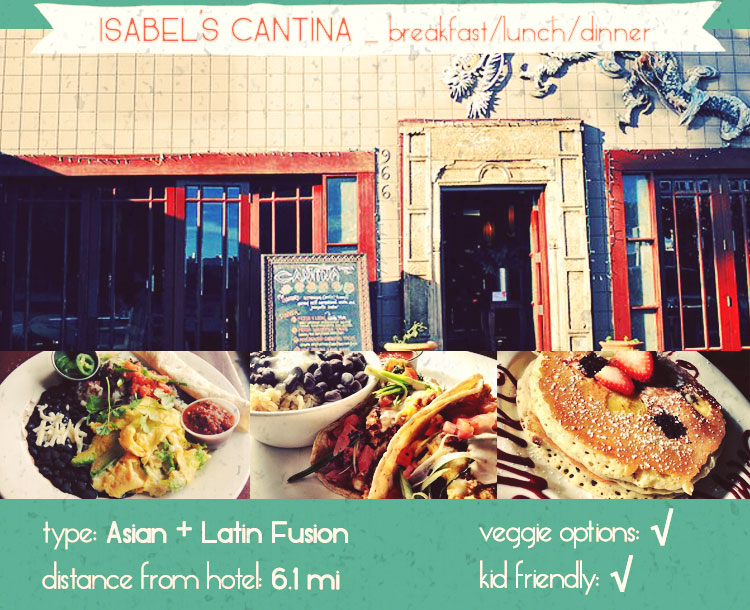 ISABEL'S CANTINA _ breakfast/lunch/dinner
966
CANTINA
type: Asian + Latin Fusion
veggie options: √
distance from hotel: 6.1 mi
kid friendly: √